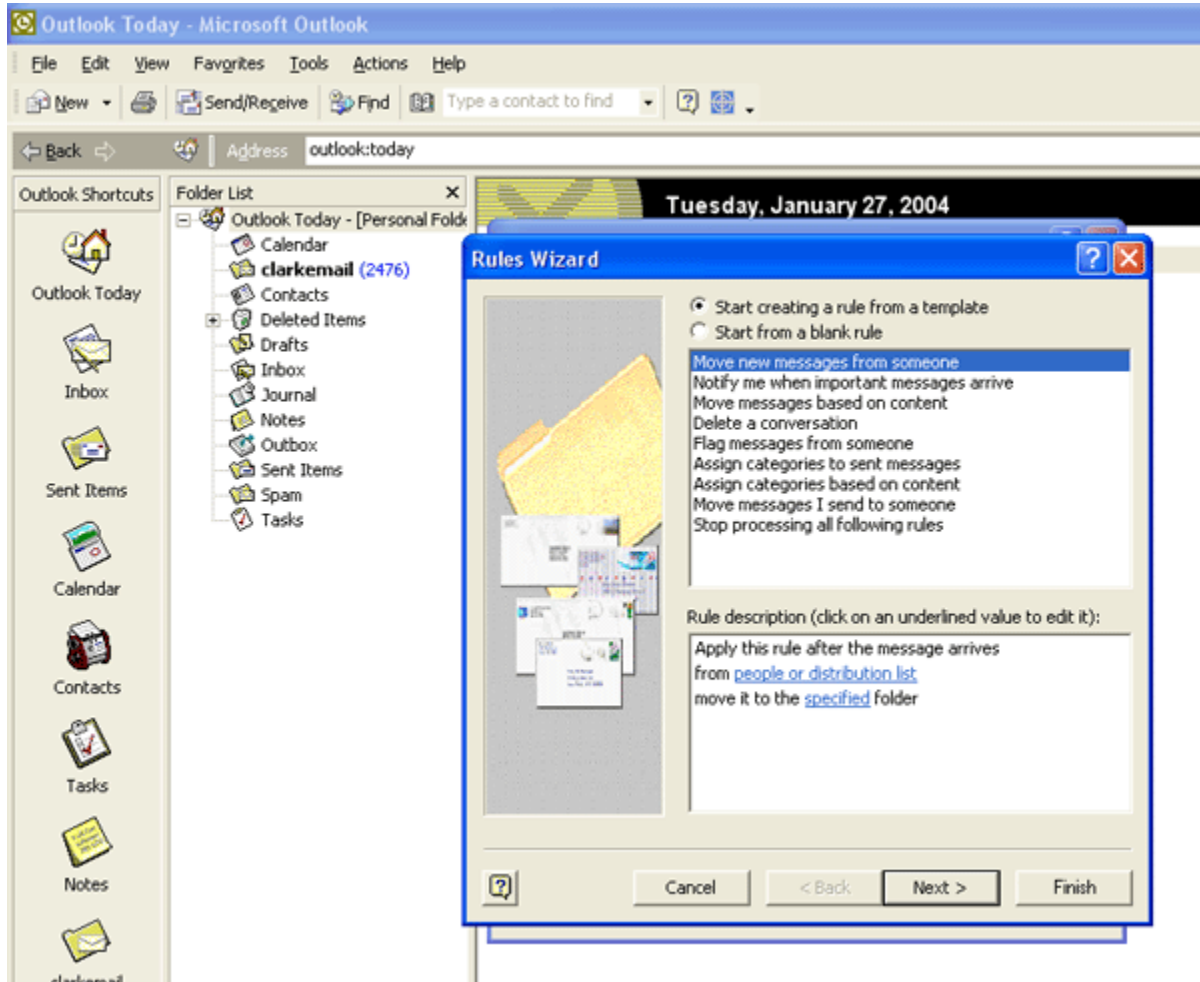 Outlook Today - Microsoft Outlook
File Edit View Favorites Tools Actions Help
New Send/Receive Find Type a contact to find
Back Address outlook:today
Outlook Shortcuts
Outlook Today
Inbox
Sent Items
Calendar
Contacts
Tasks
Notes
clarkemail
Folder List
Outlook Today - [Personal Folde
Calendar
clarkemail (2476)
Contacts
Deleted Items
Drafts
Inbox
Journal
Notes
Outbox
Sent Items
Spam
Tasks
Tuesday, January 27, 2004
Rules Wizard
Start creating a rule from a template
Start from a blank rule
Move new messages from someone
Notify me when important messages arrive
Move messages based on content
Delete a conversation
Flag messages from someone
Assign categories to sent messages
Assign categories based on content
Move messages I send to someone
Stop processing all following rules
Rule description (click on an underlined value to edit it):
Apply this rule after the message arrives
from people or distribution list
move it to the specified folder
Cancel < Back Next > Finish